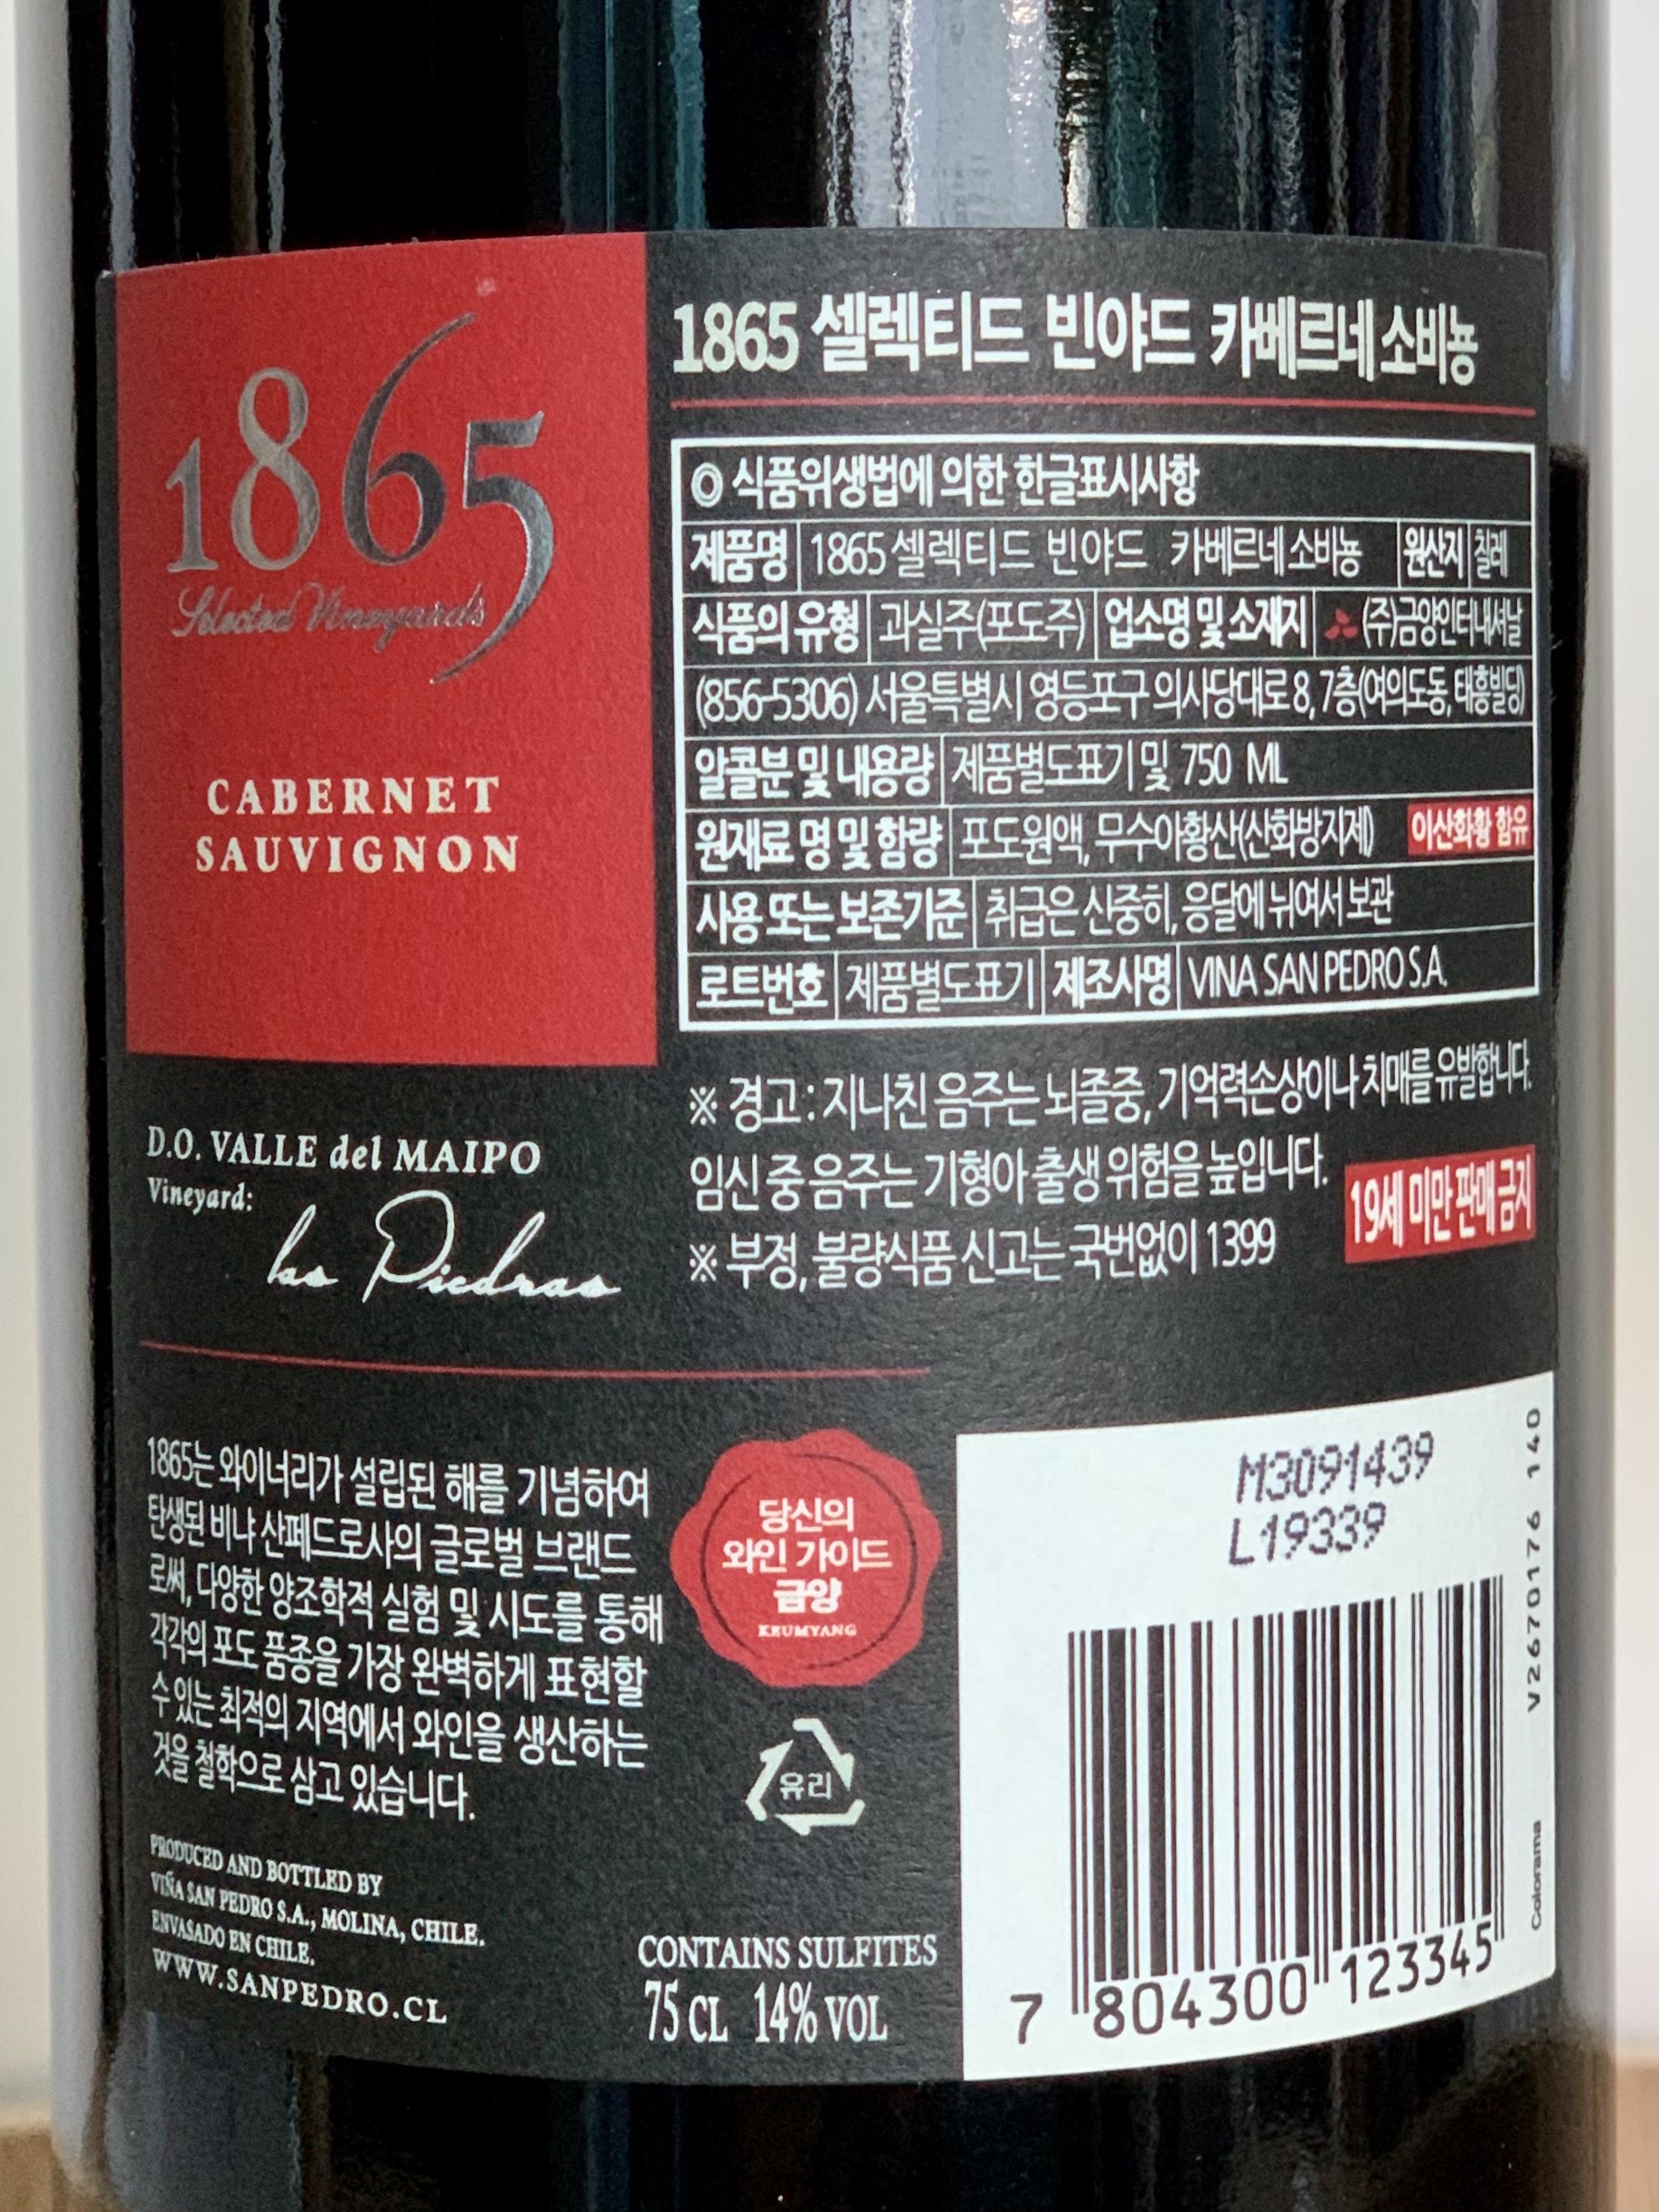 1865
Selected Vineyards
CABERNET
SAUVIGNON
D.O. VALLE del MAIPO
Vineyard:
las Piedras
1865 셀렉티드 빈야드 카베르네 소비뇽
◎ 식품위생법에 의한 한글표시사항
제품명 1865 셀렉티드 빈야드 카베르네 소비뇽 원산지 칠레
식품의 유형 과실주(포도주) 업소명 및 소재지 (주)금양인터내셔날
(856-5306) 서울특별시 영등포구 의사당대로 8, 7층(여의도동, 태흥빌딩)
알콜분 및 내용량 제품별도표기 및 750 ML
원재료 명 및 함량 포도원액, 무수아황산(산화방지제) 이산화황 함유
사용 또는 보존기준 취급은 신중히, 응달에 뉘여서 보관
로트번호 제품별도표기 제조사명 VINA SAN PEDRO S.A.
※ 경고 : 지나친 음주는 뇌졸중, 기억력손상이나 치매를 유발합니다.
임신 중 음주는 기형아 출생 위험을 높입니다.
19세 미만 판매 금지
※ 부정, 불량식품 신고는 국번없이 1399
1865는 와이너리가 설립된 해를 기념하여
탄생된 비냐 산페드로사의 글로벌 브랜드
로써, 다양한 양조학적 실험 및 시도를 통해
각각의 포도 품종을 가장 완벽하게 표현할
수 있는 최적의 지역에서 와인을 생산하는
것을 철학으로 삼고 있습니다.
PRODUCED AND BOTTLED BY
VIÑA SAN PEDRO S.A., MOLINA, CHILE.
ENVASADO EN CHILE.
WWW.SANPEDRO.CL
당신의
와인 가이드
금양
KEUMYANG
유리
CONTAINS SULFITES
75 CL 14% VOL
M3091439
L19339
V2670176 140
Colorama
7 804300 123345